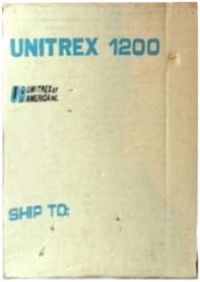 UNITREX 1200
UNITREX OF
AMERICA INC.
SHIP TO: